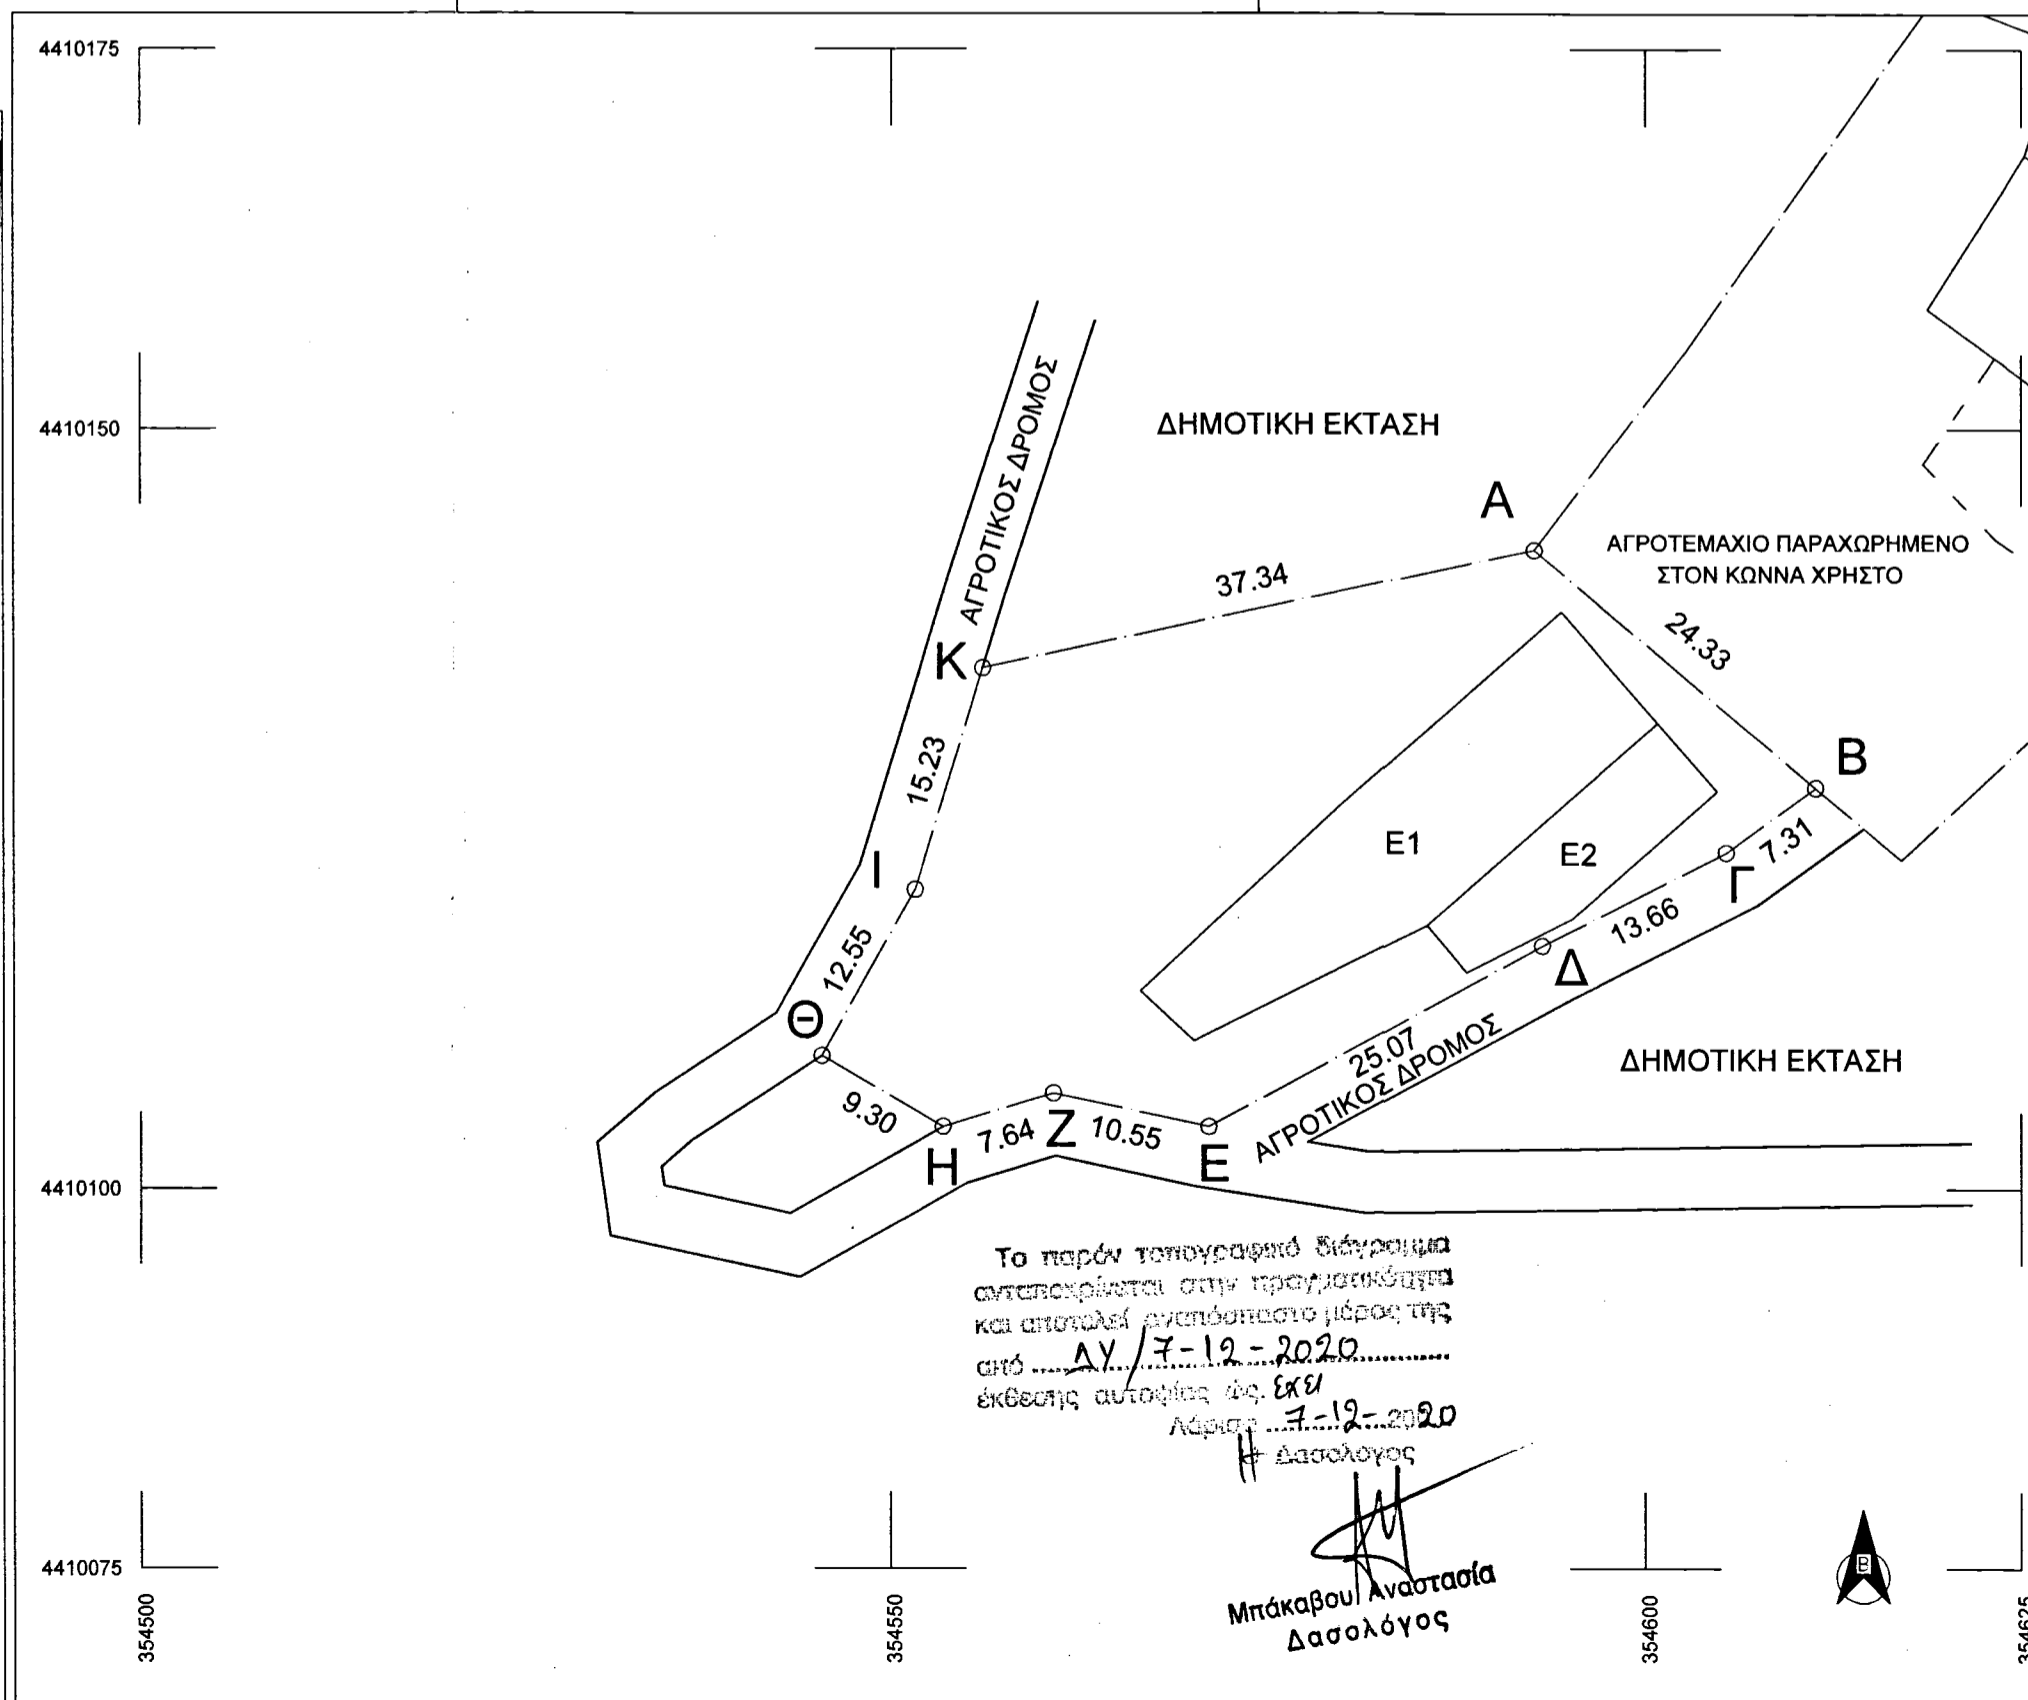 4410175
ΔΗΜΟΤΙΚΗ ΕΚΤΑΣΗ
4410150
ΑΓΡΟΤΙΚΟΣ ΔΡΟΜΟΣ
Α
ΑΓΡΟΤΕΜΑΧΙΟ ΠΑΡΑΧΩΡΗΜΕΝΟ
ΣΤΟΝ ΚΩΝΝΑ ΧΡΗΣΤΟ
37.34
24.33
Κ
15.23
Β
Ε1
Ε2
7.31
Ι
Γ
13.66
12.55
Δ
Θ
25.07
ΑΓΡΟΤΙΚΟΣ ΔΡΟΜΟΣ
ΔΗΜΟΤΙΚΗ ΕΚΤΑΣΗ
9.30
7.64
Ζ
10.55
Η
Ε
4410100
Το παρόν τοπογραφικό διάγραμμα
ανταποκρίνεται στην πραγματικότητα
και αποτελεί αναπόσπαστο μέρος της
από ΔΥ/7-12-2020
έκθεσης αυτοψίας ως έχει
Λάρισα 7-12-2020
Η Δασολόγος
Μπάκαβου Αναστασία
Δασολόγος
4410075
Β
354500
354550
354600
354625